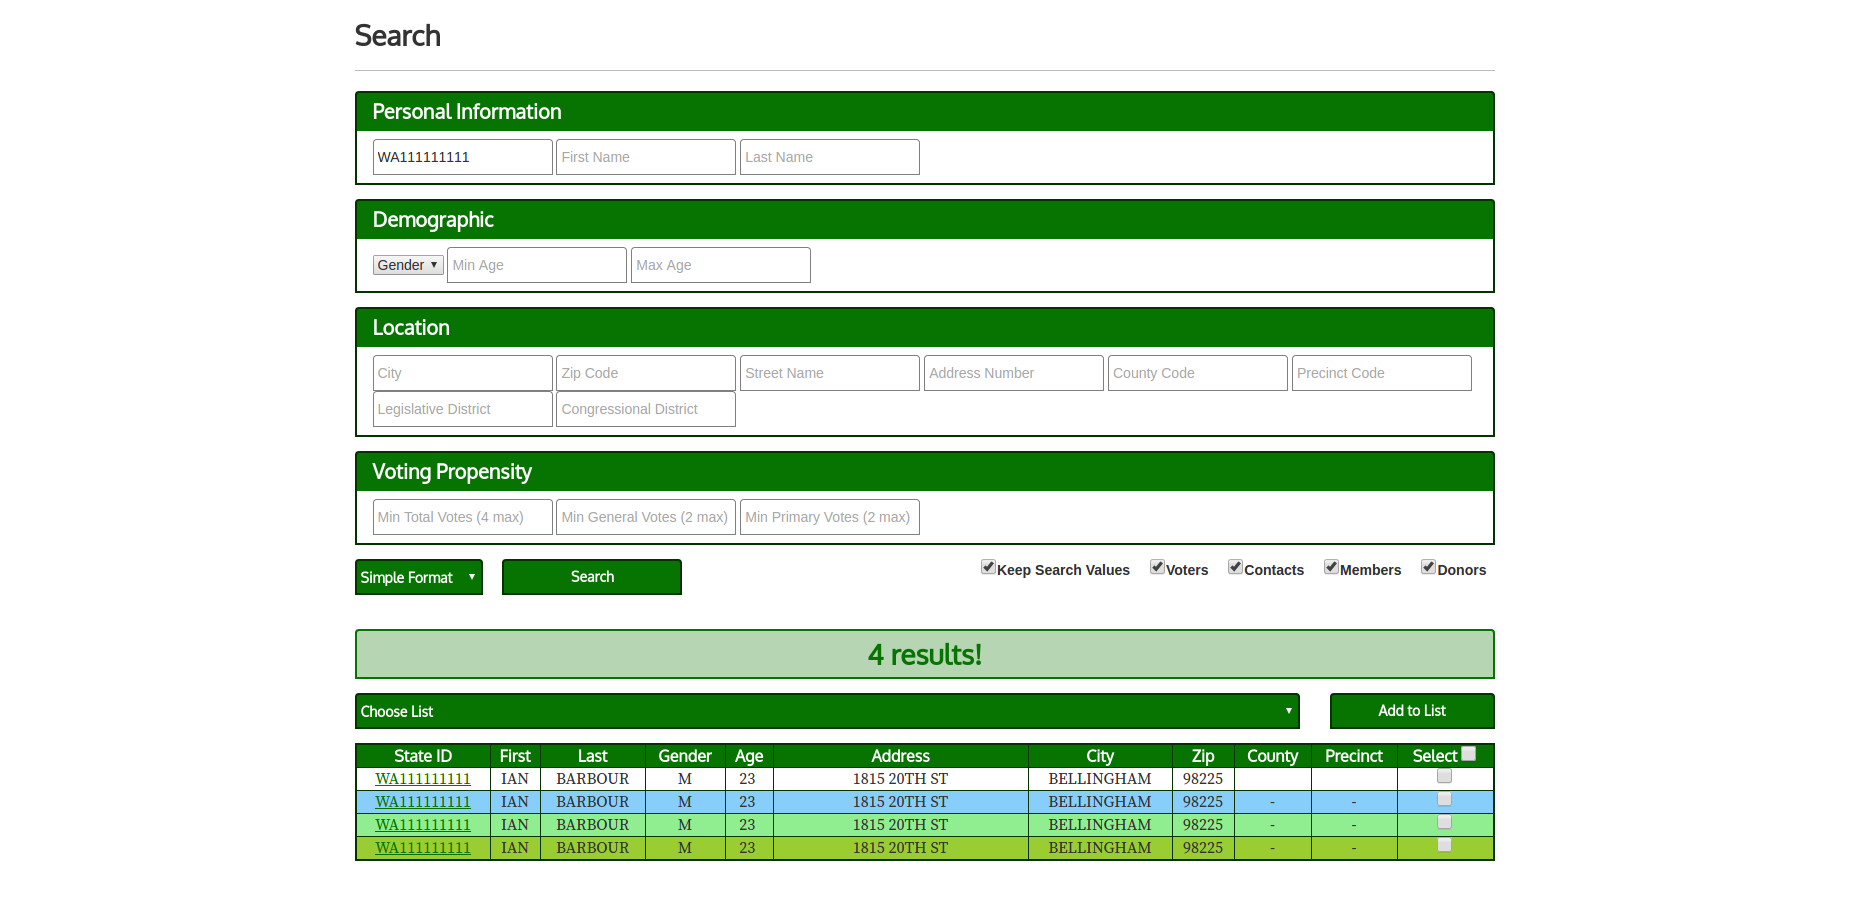 Search
Personal Information
WA111111111 First Name Last Name
Demographic
Gender Min Age Max Age
Location
City Zip Code Street Name Address Number County Code Precinct Code
Legislative District Congressional District
Voting Propensity
Min Total Votes (4 max) Min General Votes (2 max) Min Primary Votes (2 max)
Simple Format Search Keep Search Values Voters Contacts Members Donors
4 results!
Choose List Add to List
State ID First Last Gender Age Address City Zip County Precinct Select
WA111111111 IAN BARBOUR M 23 1815 20TH ST BELLINGHAM 98225
WA111111111 IAN BARBOUR M 23 1815 20TH ST BELLINGHAM 98225 - -
WA111111111 IAN BARBOUR M 23 1815 20TH ST BELLINGHAM 98225 - -
WA111111111 IAN BARBOUR M 23 1815 20TH ST BELLINGHAM 98225 - -